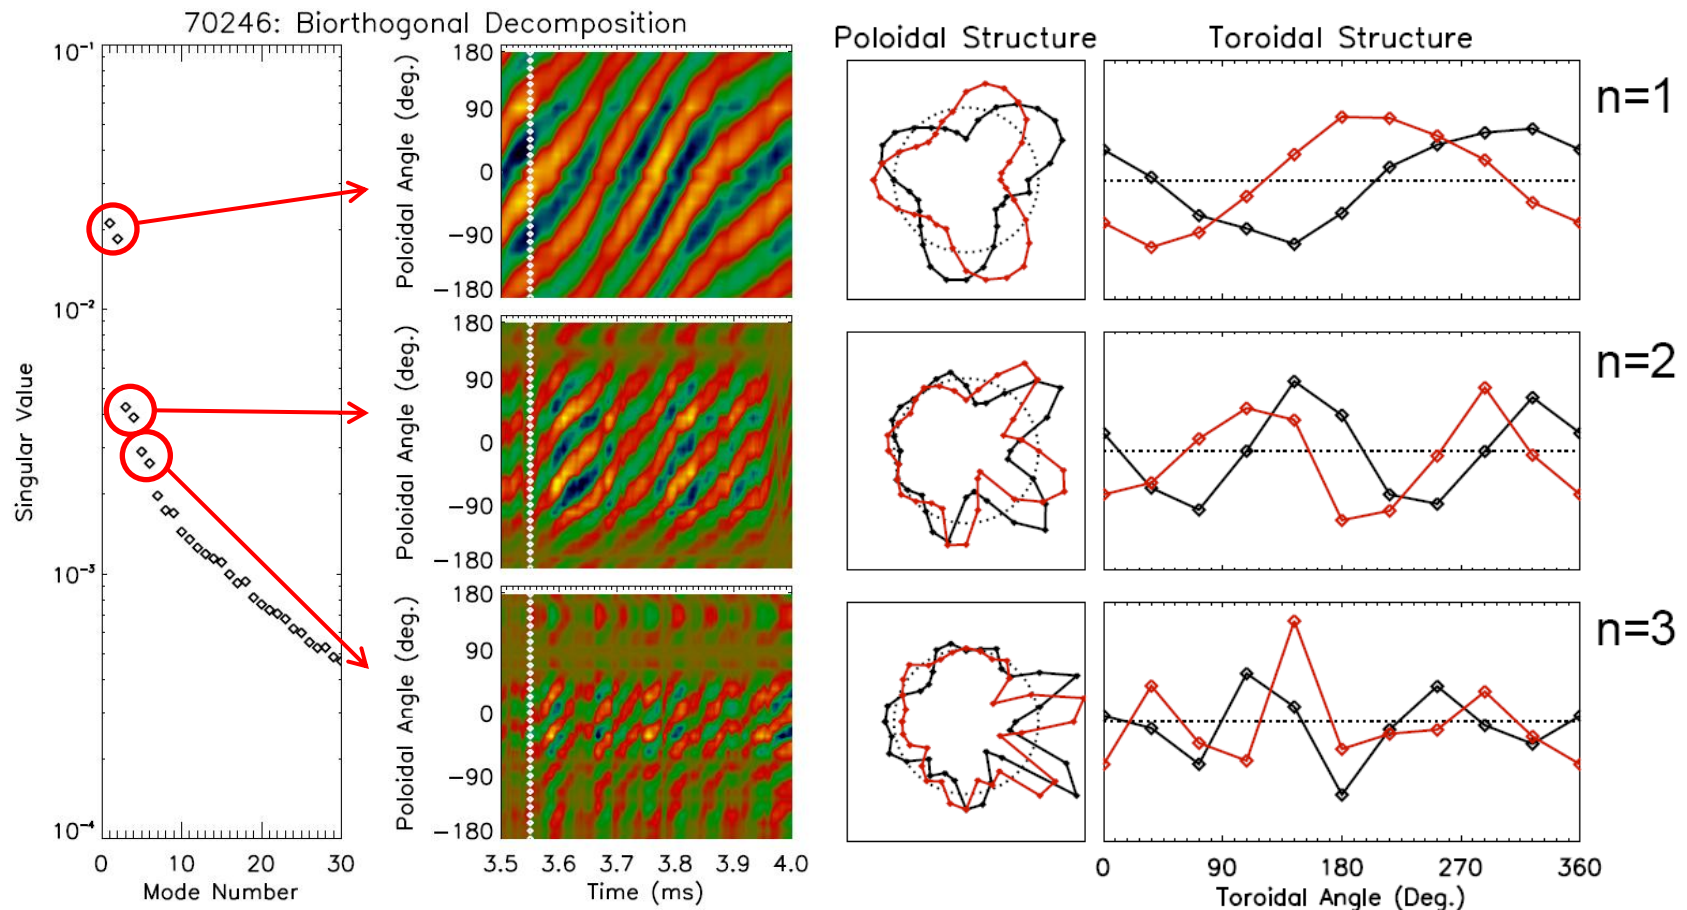 70246: Biorthogonal Decomposition
Poloidal Structure
Toroidal Structure
10⁻¹
10⁻²
10⁻³
10⁻⁴
Singular Value
0 10 20 30
Mode Number
Poloidal Angle (deg.)
180
90
0
−90
−180
n=1
Poloidal Angle (deg.)
180
90
0
−90
−180
n=2
Poloidal Angle (deg.)
180
90
0
−90
−180
n=3
3.5 3.6 3.7 3.8 3.9 4.0
Time (ms)
0 90 180 270 360
Toroidal Angle (Deg.)